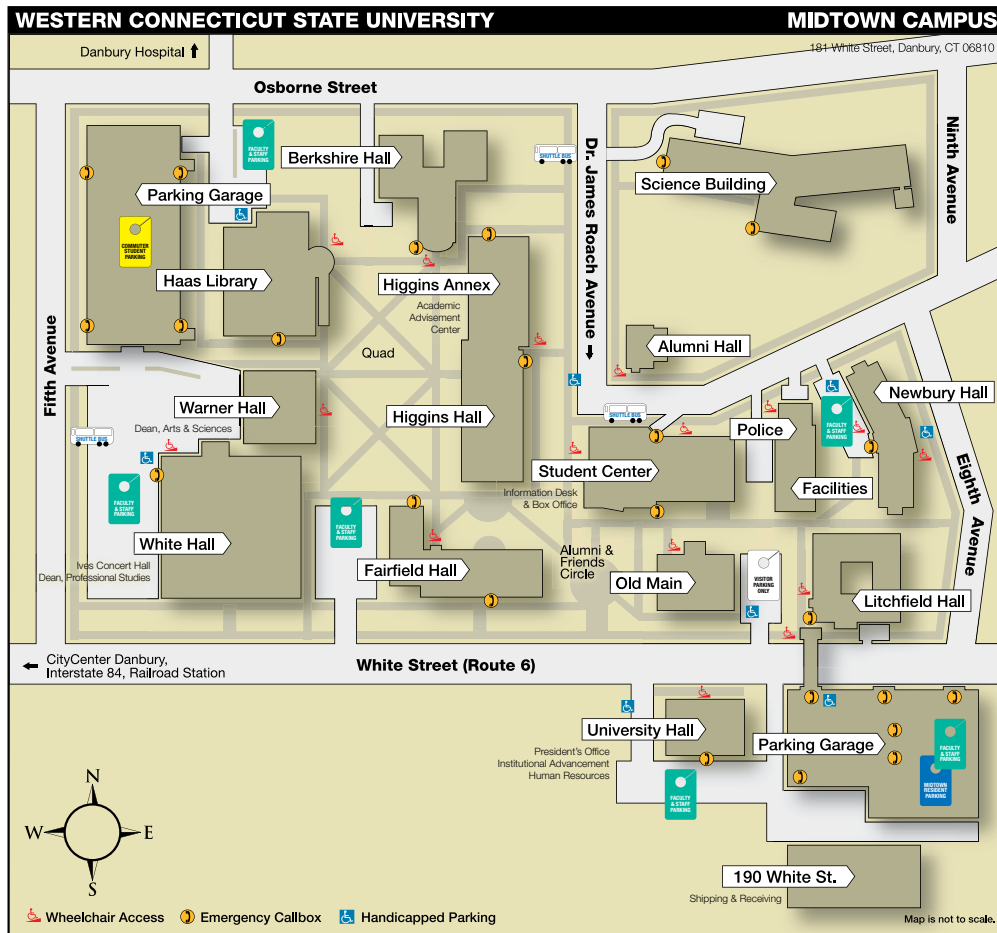 WESTERN CONNECTICUT STATE UNIVERSITY
MIDTOWN CAMPUS
181 White Street, Danbury, CT 06810
Danbury Hospital
Osborne Street
Ninth Avenue
Dr. James Roach Avenue
FACULTY
& STAFF
PARKING
Berkshire Hall
SHUTTLE BUS
Science Building
Parking Garage
COMMUTER
STUDENT
PARKING
Haas Library
Higgins Annex
Academic
Advisement
Center
Fifth Avenue
Quad
Alumni Hall
Warner Hall
Dean, Arts & Sciences
Higgins Hall
Newbury Hall
SHUTTLE BUS
SHUTTLE BUS
Police
FACULTY
& STAFF
PARKING
Student Center
Information Desk
& Box Office
Facilities
Eighth Avenue
FACULTY
& STAFF
PARKING
FACULTY
& STAFF
PARKING
White Hall
Ives Concert Hall
Dean, Professional Studies
Fairfield Hall
Alumni &
Friends
Circle
Old Main
VISITOR
PARKING
ONLY
Litchfield Hall
CityCenter Danbury,
Interstate 84, Railroad Station
White Street (Route 6)
University Hall
President's Office
Institutional Advancement
Human Resources
Parking Garage
FACULTY
& STAFF
PARKING
MIDTOWN
RESIDENT
PARKING
FACULTY
& STAFF
PARKING
N
W
E
S
190 White St.
Shipping & Receiving
Wheelchair Access
Emergency Callbox
Handicapped Parking
Map is not to scale.